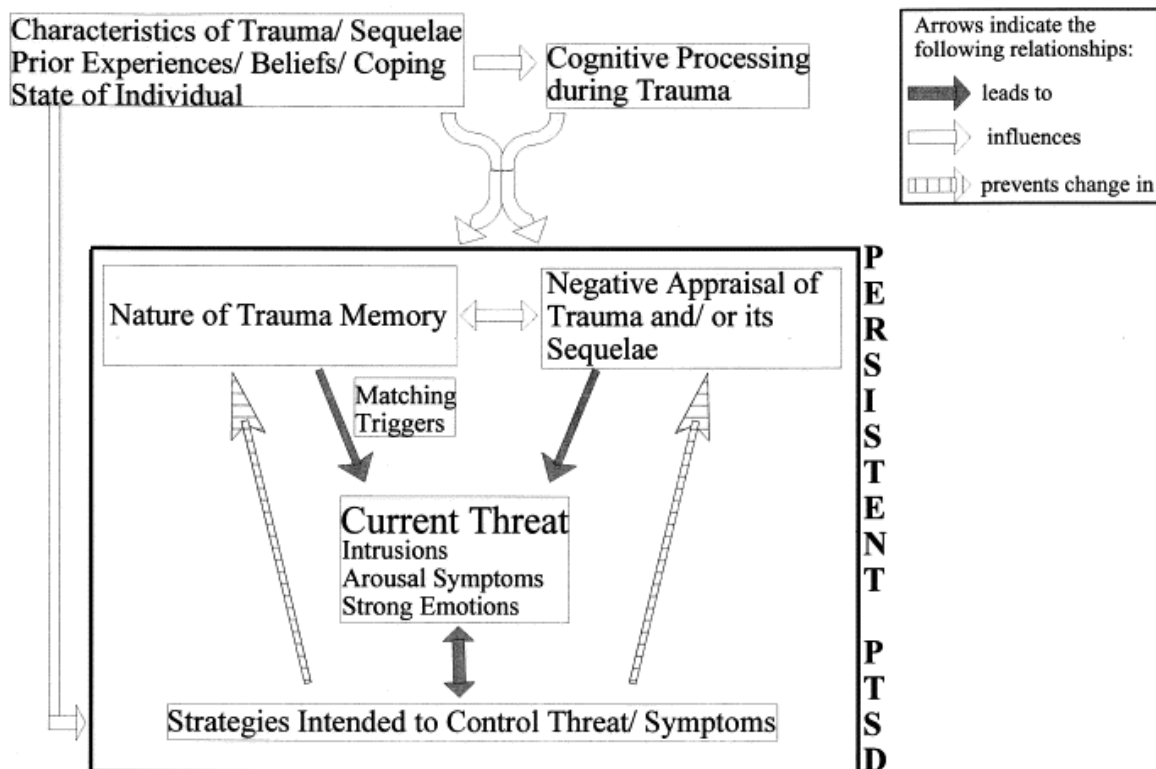 Characteristics of Trauma/ Sequelae
Prior Experiences/ Beliefs/ Coping
State of Individual
Cognitive Processing
during Trauma
Arrows indicate the
following relationships:
leads to
influences
prevents change in
Nature of Trauma Memory
Negative Appraisal of
Trauma and/ or its
Sequelae
Matching
Triggers
Current Threat
Intrusions
Arousal Symptoms
Strong Emotions
Strategies Intended to Control Threat/ Symptoms
PERSISTENT PTSD